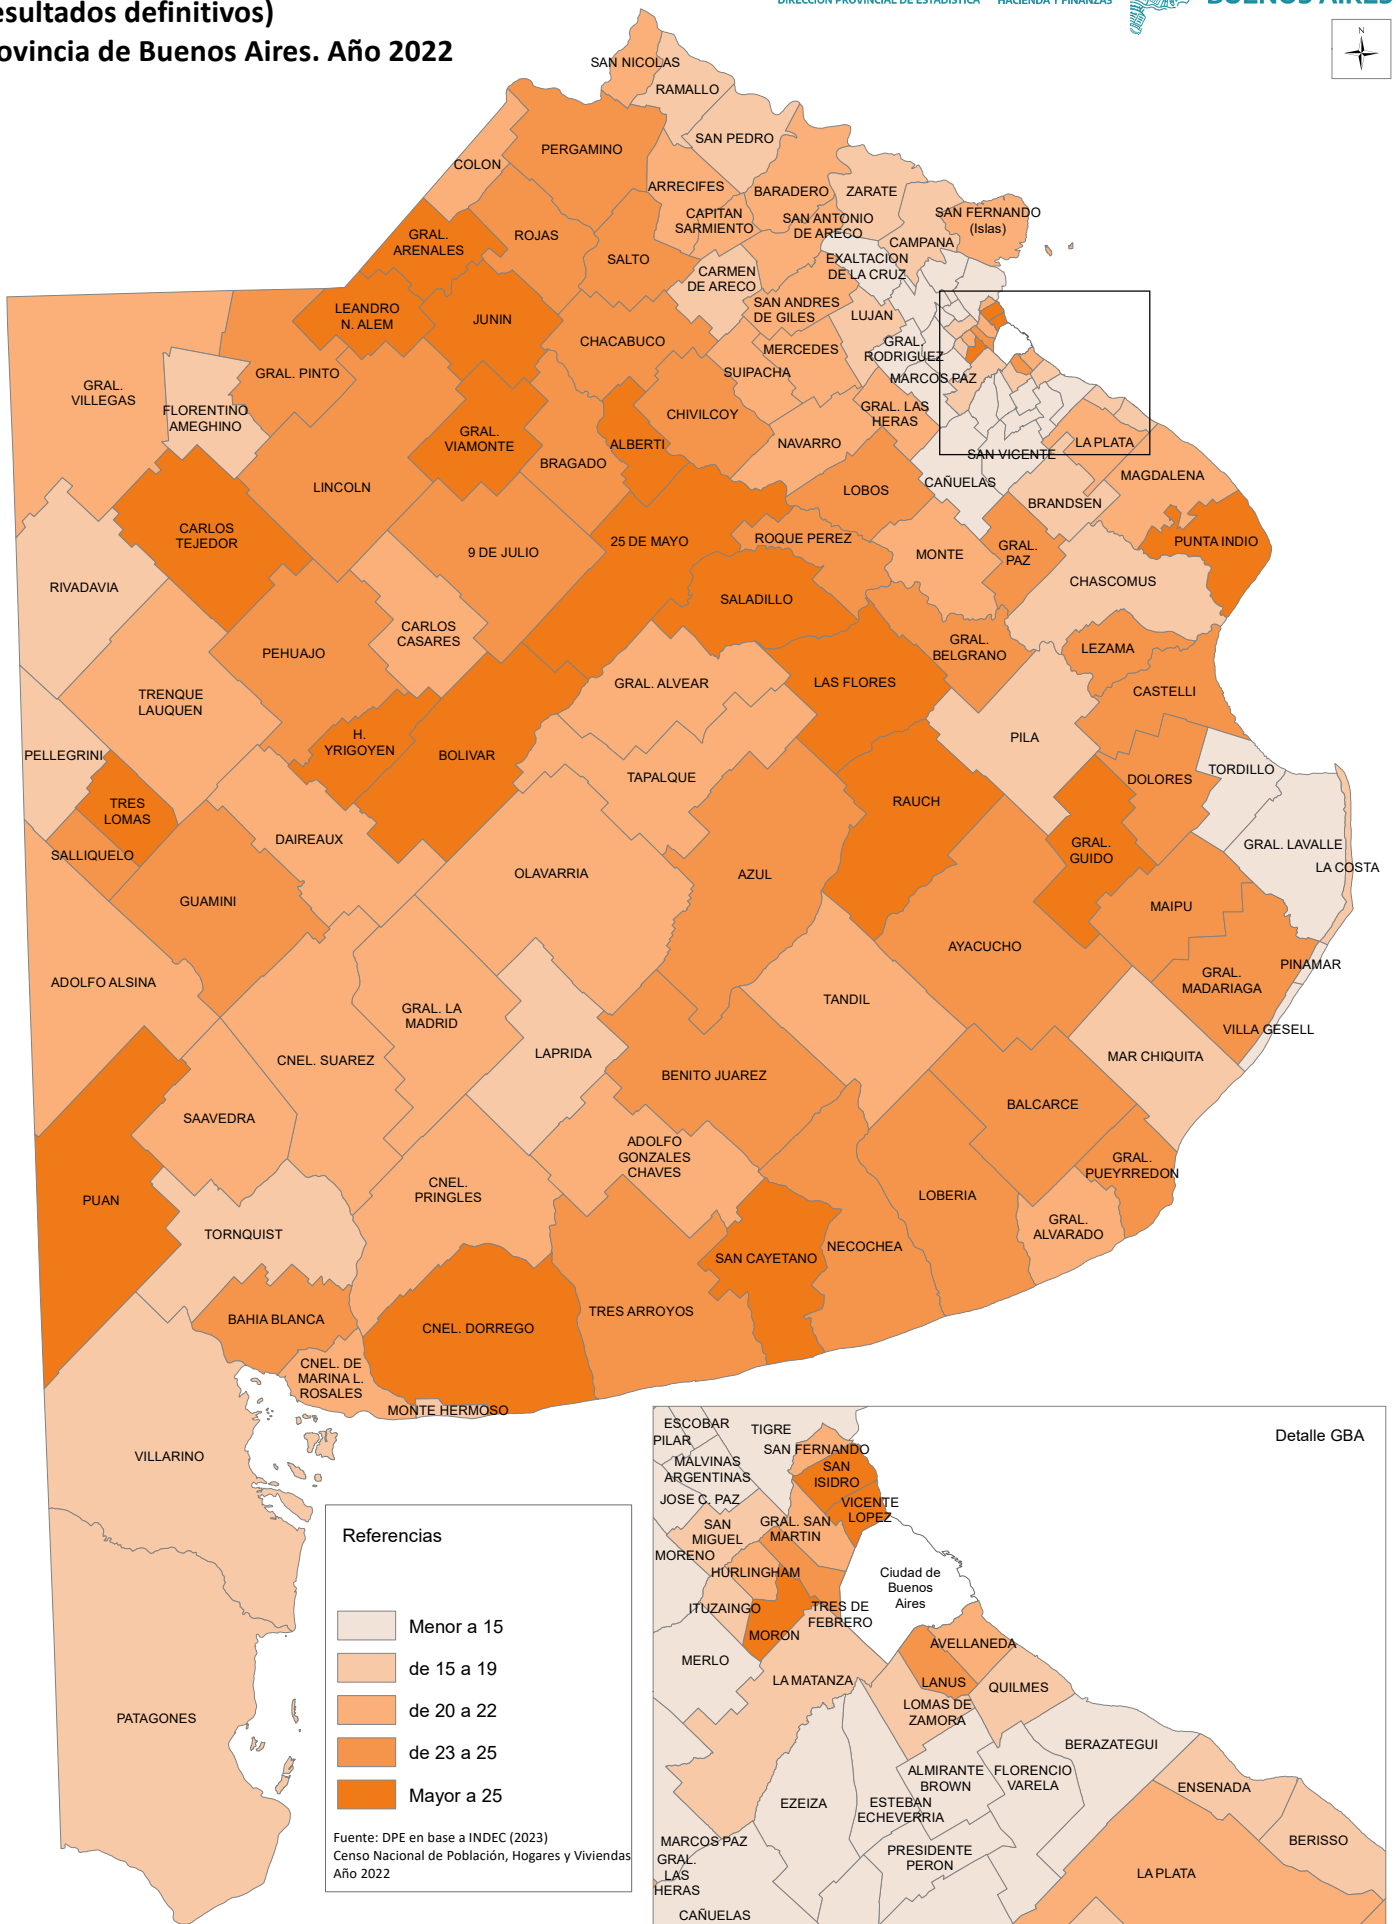 esultados definitivos)
ovincia de Buenos Aires. Año 2022
DIRECCIÓN PROVINCIAL DE ESTADÍSTICA
HACIENDA Y FINANZAS
BUENOS AIRES
N
SAN NICOLAS
RAMALLO
SAN PEDRO
PERGAMINO
COLON
ARRECIFES
BARADERO
ZARATE
CAPITAN
SARMIENTO
SAN ANTONIO
DE ARECO
SAN FERNANDO
(Islas)
CAMPANA
GRAL.
ARENALES
ROJAS
SALTO
EXALTACION
DE LA CRUZ
CARMEN
DE ARECO
SAN ANDRES
DE GILES
LUJAN
LEANDRO
N. ALEM
JUNIN
CHACABUCO
MERCEDES
GRAL.
RODRIGUEZ
SUIPACHA
MARCOS PAZ
GRAL. PINTO
GRAL.
VILLEGAS
FLORENTINO
AMEGHINO
CHIVILCOY
GRAL. LAS
HERAS
GRAL.
VIAMONTE
ALBERTI
NAVARRO
LA PLATA
BRAGADO
SAN VICENTE
MAGDALENA
LINCOLN
LOBOS
CAÑUELAS
BRANDSEN
CARLOS
TEJEDOR
9 DE JULIO
25 DE MAYO
ROQUE PEREZ
MONTE
GRAL.
PAZ
PUNTA INDIO
RIVADAVIA
CHASCOMUS
SALADILLO
CARLOS
CASARES
PEHUAJO
GRAL.
BELGRANO
LEZAMA
TRENQUE
LAUQUEN
GRAL. ALVEAR
LAS FLORES
CASTELLI
H.
YRIGOYEN
BOLIVAR
PILA
PELLEGRINI
TAPALQUE
DOLORES
TORDILLO
TRES
LOMAS
RAUCH
DAIREAUX
GRAL.
GUIDO
GRAL. LAVALLE
SALLIQUELO
LA COSTA
OLAVARRIA
AZUL
GUAMINI
MAIPU
AYACUCHO
PINAMAR
ADOLFO ALSINA
GRAL.
MADARIAGA
TANDIL
GRAL. LA
MADRID
VILLA GESELL
LAPRIDA
CNEL. SUAREZ
MAR CHIQUITA
BENITO JUAREZ
SAAVEDRA
BALCARCE
ADOLFO
GONZALES
CHAVES
GRAL.
PUEYRREDON
CNEL.
PRINGLES
PUAN
LOBERIA
TORNQUIST
GRAL.
ALVARADO
NECOCHEA
SAN CAYETANO
BAHIA BLANCA
TRES ARROYOS
CNEL. DORREGO
CNEL. DE
MARINA L.
ROSALES
MONTE HERMOSO
VILLARINO
PATAGONES
Referencias
Menor a 15
de 15 a 19
de 20 a 22
de 23 a 25
Mayor a 25
Fuente: DPE en base a INDEC (2023)
Censo Nacional de Población, Hogares y Viviendas
Año 2022
Detalle GBA
ESCOBAR
TIGRE
PILAR
SAN FERNANDO
MALVINAS
ARGENTINAS
SAN
ISIDRO
JOSE C. PAZ
VICENTE
LOPEZ
SAN
MIGUEL
GRAL. SAN
MARTIN
MORENO
HURLINGHAM
Ciudad de
Buenos
Aires
ITUZAINGO
TRES DE
FEBRERO
MORON
AVELLANEDA
MERLO
LA MATANZA
LANUS
QUILMES
LOMAS DE
ZAMORA
BERAZATEGUI
ALMIRANTE
BROWN
FLORENCIO
VARELA
ENSENADA
EZEIZA
ESTEBAN
ECHEVERRIA
BERISSO
MARCOS PAZ
PRESIDENTE
PERON
GRAL.
LAS
HERAS
LA PLATA
CAÑUELAS